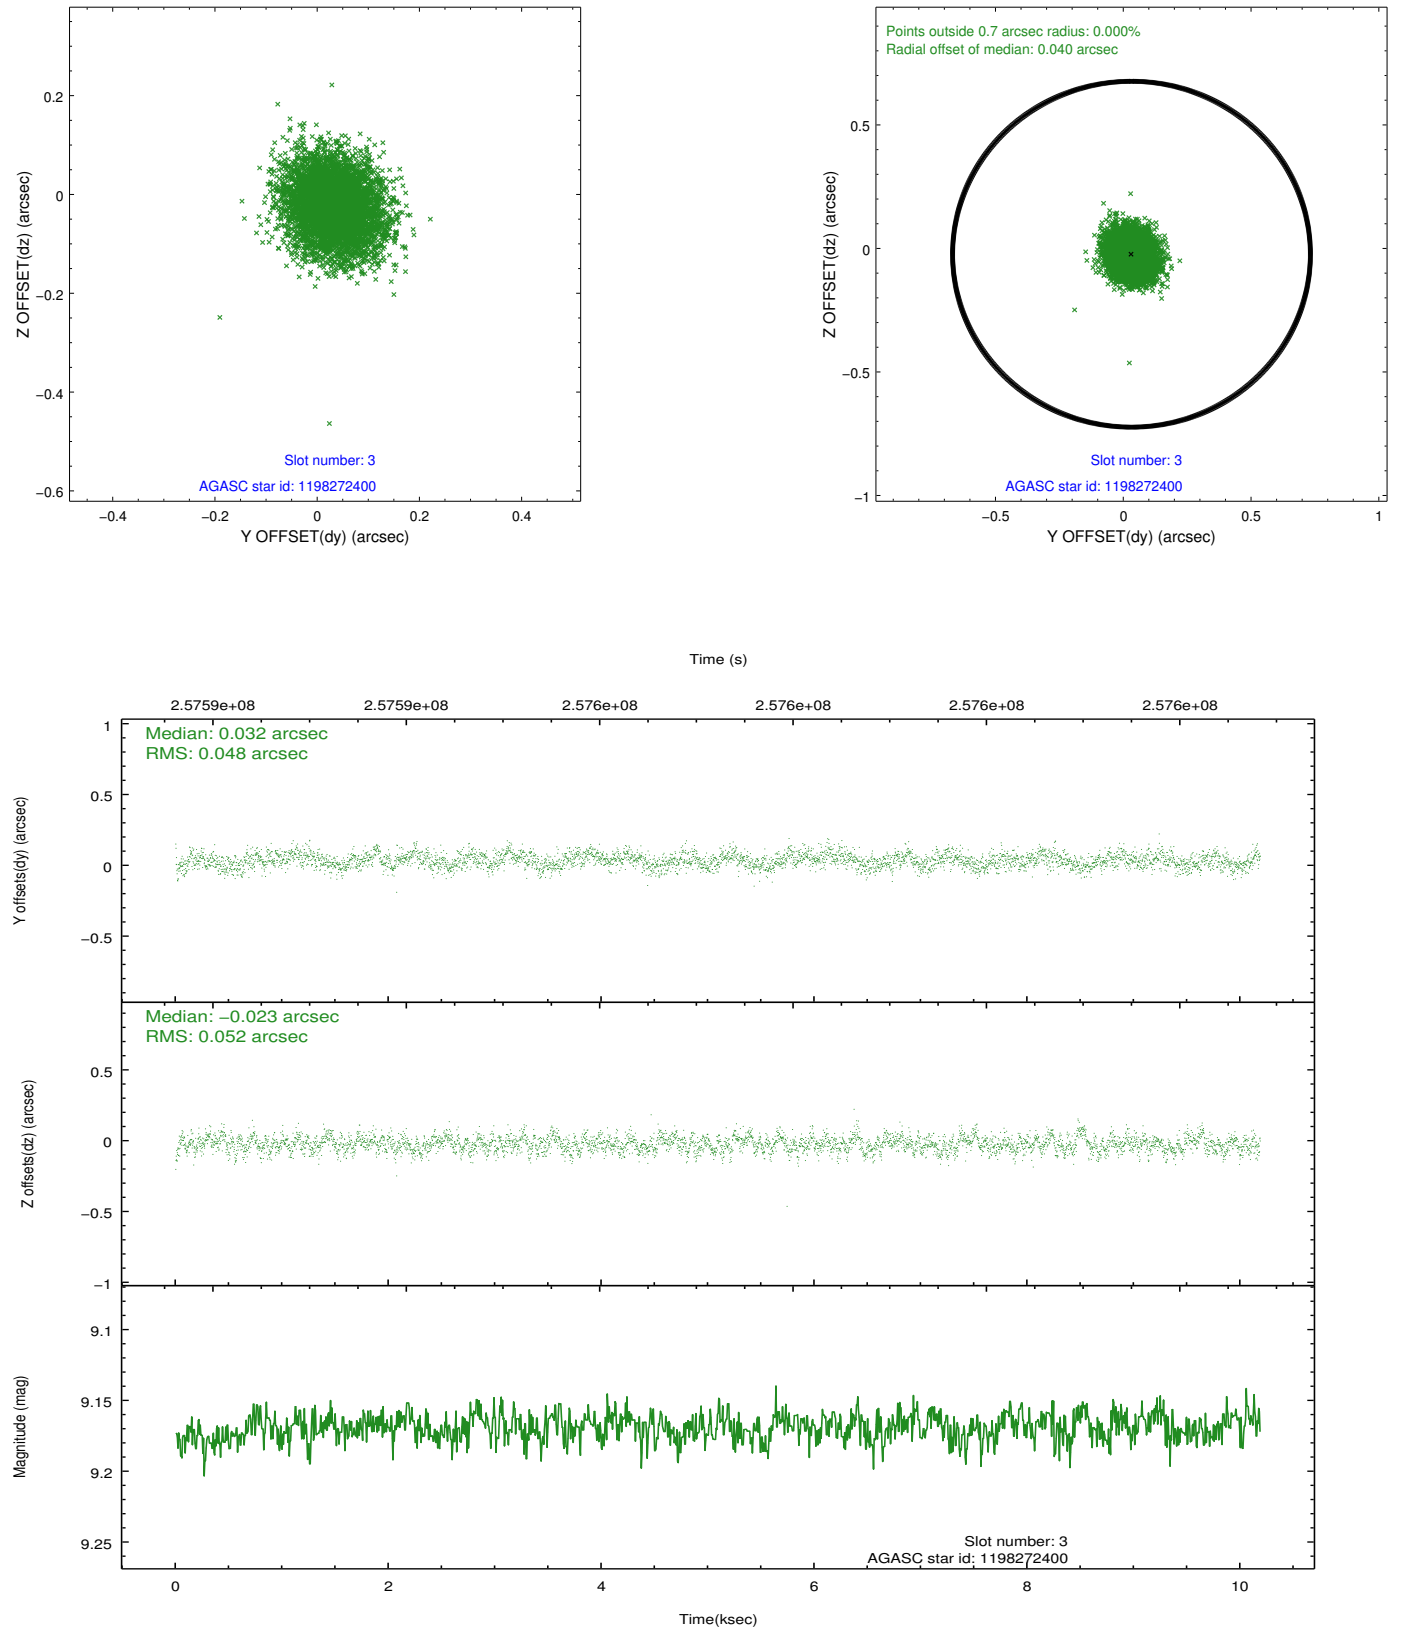 0.2
0
−0.2
−0.4
−0.6
−0.4
−0.2
0
0.2
0.4
Z OFFSET(dz) (arcsec)
Y OFFSET(dy) (arcsec)
Slot number: 3
AGASC star id: 1198272400
Points outside 0.7 arcsec radius: 0.000%
Radial offset of median: 0.040 arcsec
0.5
0
−0.5
−1
−0.5
0
0.5
1
Z OFFSET(dz) (arcsec)
Y OFFSET(dy) (arcsec)
Slot number: 3
AGASC star id: 1198272400
Time (s)
2.5759e+08
2.5759e+08
2.576e+08
2.576e+08
2.576e+08
2.576e+08
Median: 0.032 arcsec
RMS: 0.048 arcsec
1
0.5
0
−0.5
Y offsets(dy) (arcsec)
Median: −0.023 arcsec
RMS: 0.052 arcsec
0.5
0
−0.5
−1
Z offsets(dz) (arcsec)
9.1
9.15
9.2
9.25
Magnitude (mag)
Slot number: 3
AGASC star id: 1198272400
0
2
4
6
8
10
Time(ksec)